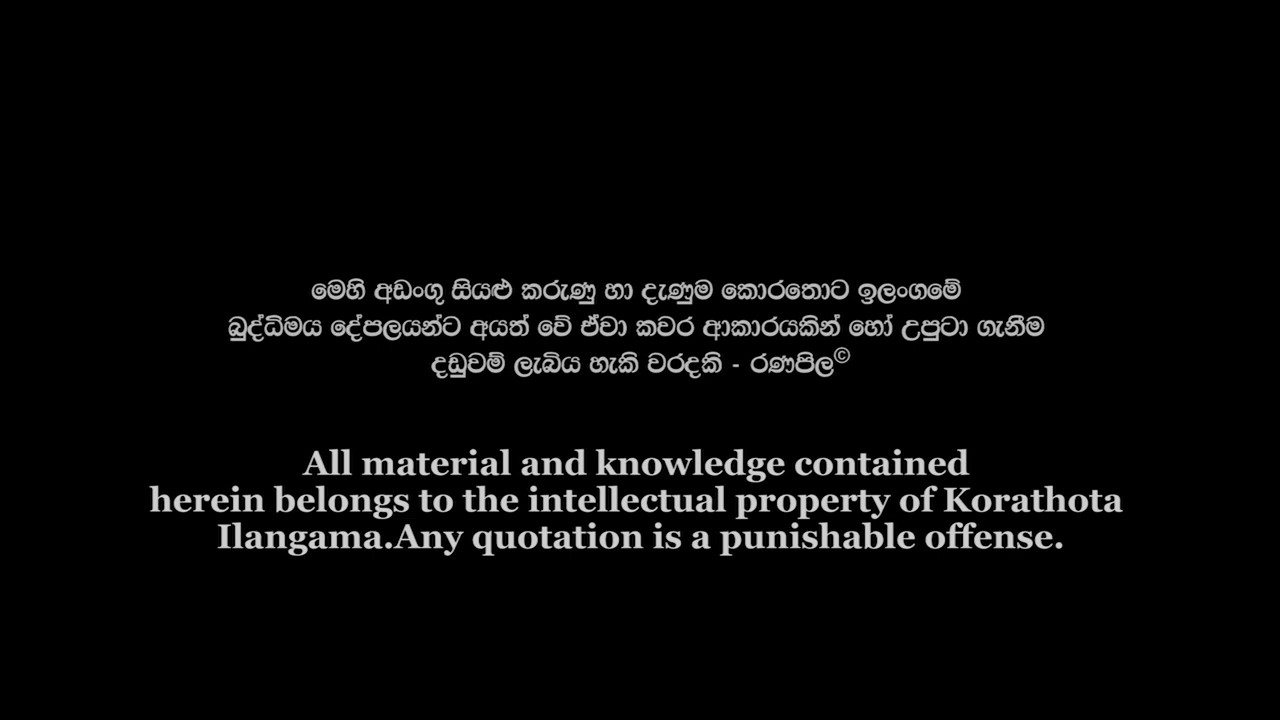 මෙහි අඩංගු සියළු කරුණු හා දැණුම කොරතොට ඉලංගමේ
බුද්ධිමය දේපලයන්ට අයත් වේ ඒවා කවර ආකාරයකින් හෝ උපුටා ගැනීම
දඩුවම් ලැබිය හැකි වරදකි - රණපිල©
All material and knowledge contained
herein belongs to the intellectual property of Korathota
Ilangama.Any quotation is a punishable offense.